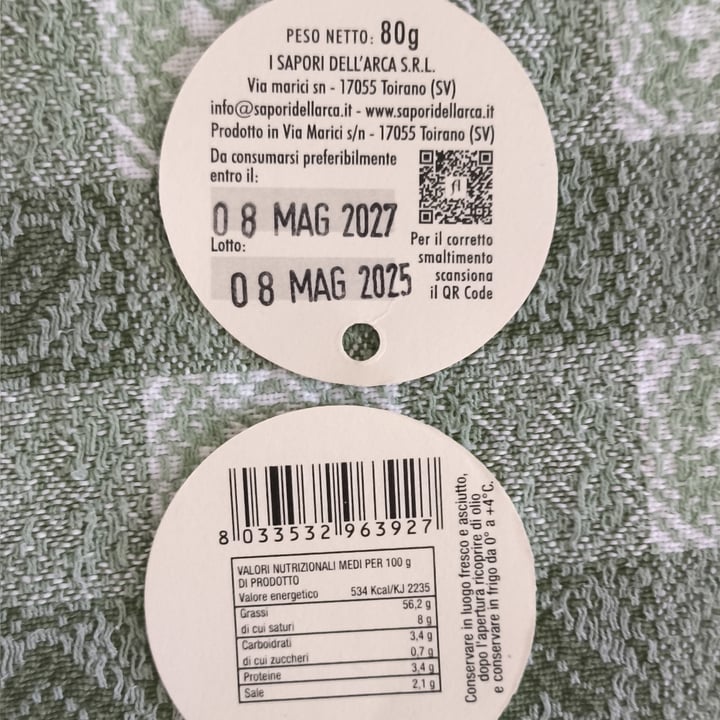 PESO NETTO: 80g
I SAPORI DELL'ARCA S.R.L.
Via marici sn - 17055 Toirano (SV)
info@saporidellarca.it - www.saporidellarca.it
Prodotto in Via Marici s/n - 17055 Toirano (SV)
Da consumarsi preferibilmente
entro il:
08 MAG 2027
Lotto:
08 MAG 2025
Per il corretto
smaltimento
scansiona
il QR Code
8 033532 963927
VALORI NUTRIZIONALI MEDI PER 100 g
DI PRODOTTO
Valore energetico 534 Kcal/KJ 2235
Grassi 56,2 g
di cui saturi 8 g
Carboidrati 3,4 g
di cui zuccheri 0,7 g
Proteine 3,4 g
Sale 2,1 g
Conservare in luogo fresco e asciutto,
dopo l'apertura ricoprire di olio
e conservare in frigo da 0° a +4°C.